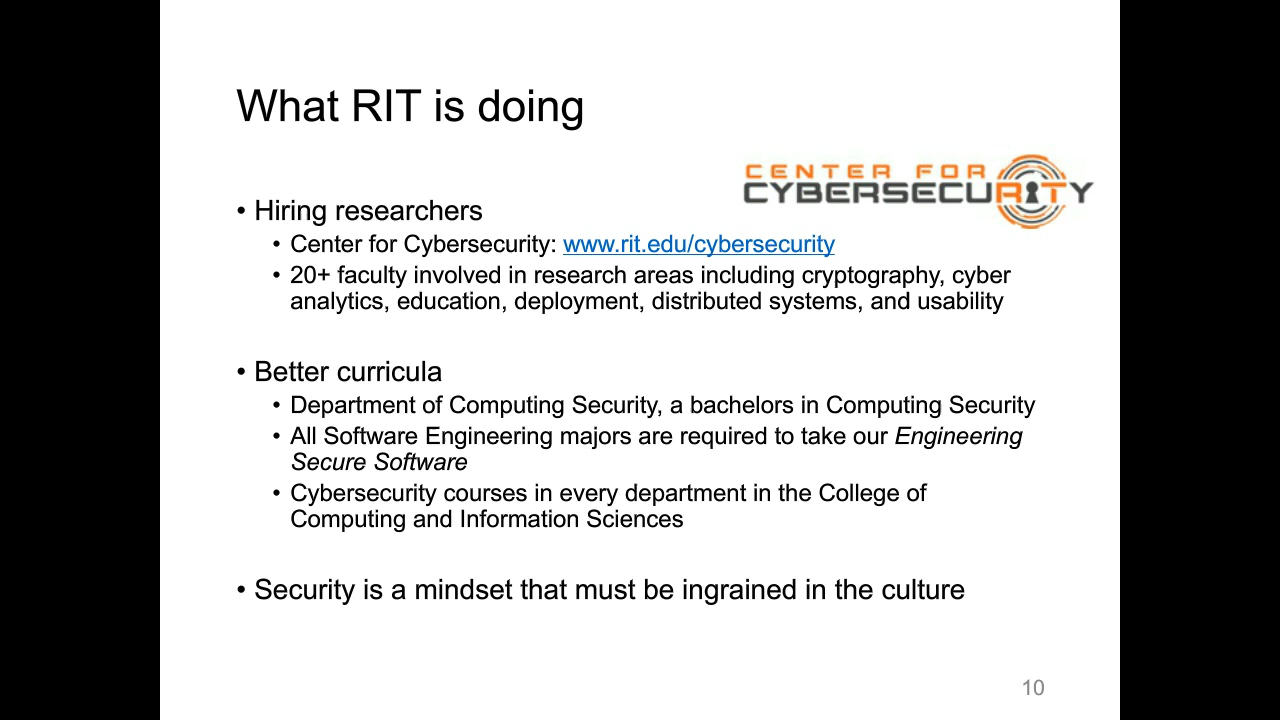 What RIT is doing
CENTER FOR
CYBERSECURITY
• Hiring researchers
• Center for Cybersecurity: www.rit.edu/cybersecurity
• 20+ faculty involved in research areas including cryptography, cyber
analytics, education, deployment, distributed systems, and usability
• Better curricula
• Department of Computing Security, a bachelors in Computing Security
• All Software Engineering majors are required to take our Engineering
Secure Software
• Cybersecurity courses in every department in the College of
Computing and Information Sciences
• Security is a mindset that must be ingrained in the culture
10